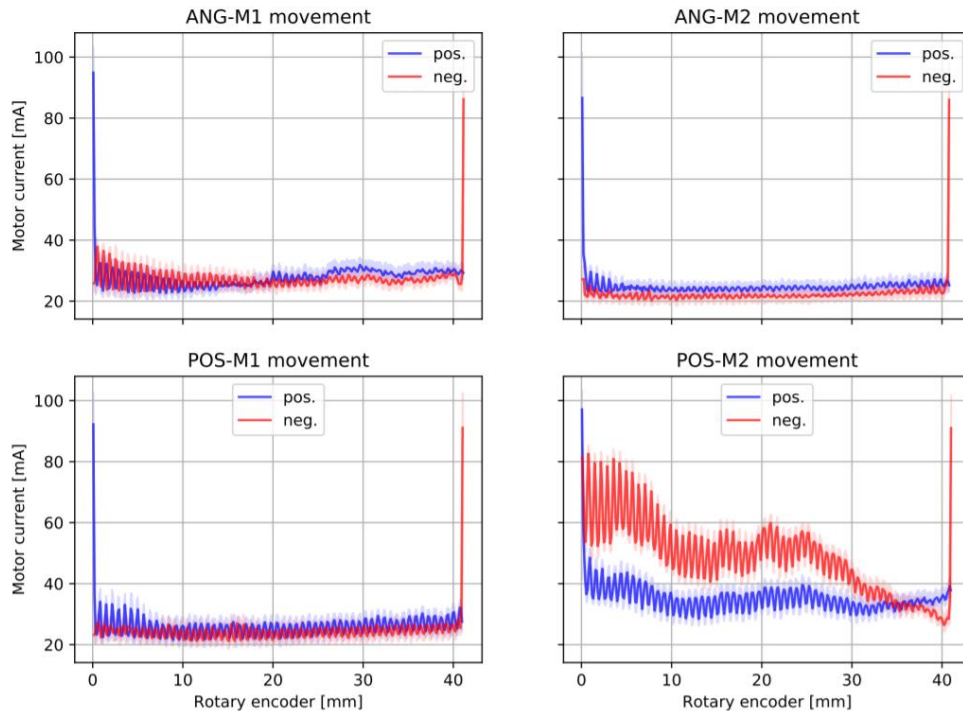 ANG-M1 movement
ANG-M2 movement
Motor current [mA]
100
80
60
40
20
pos.
neg.
pos.
neg.
POS-M1 movement
POS-M2 movement
Motor current [mA]
100
80
60
40
20
pos.
neg.
pos.
neg.
0 10 20 30 40
0 10 20 30 40
Rotary encoder [mm]
Rotary encoder [mm]